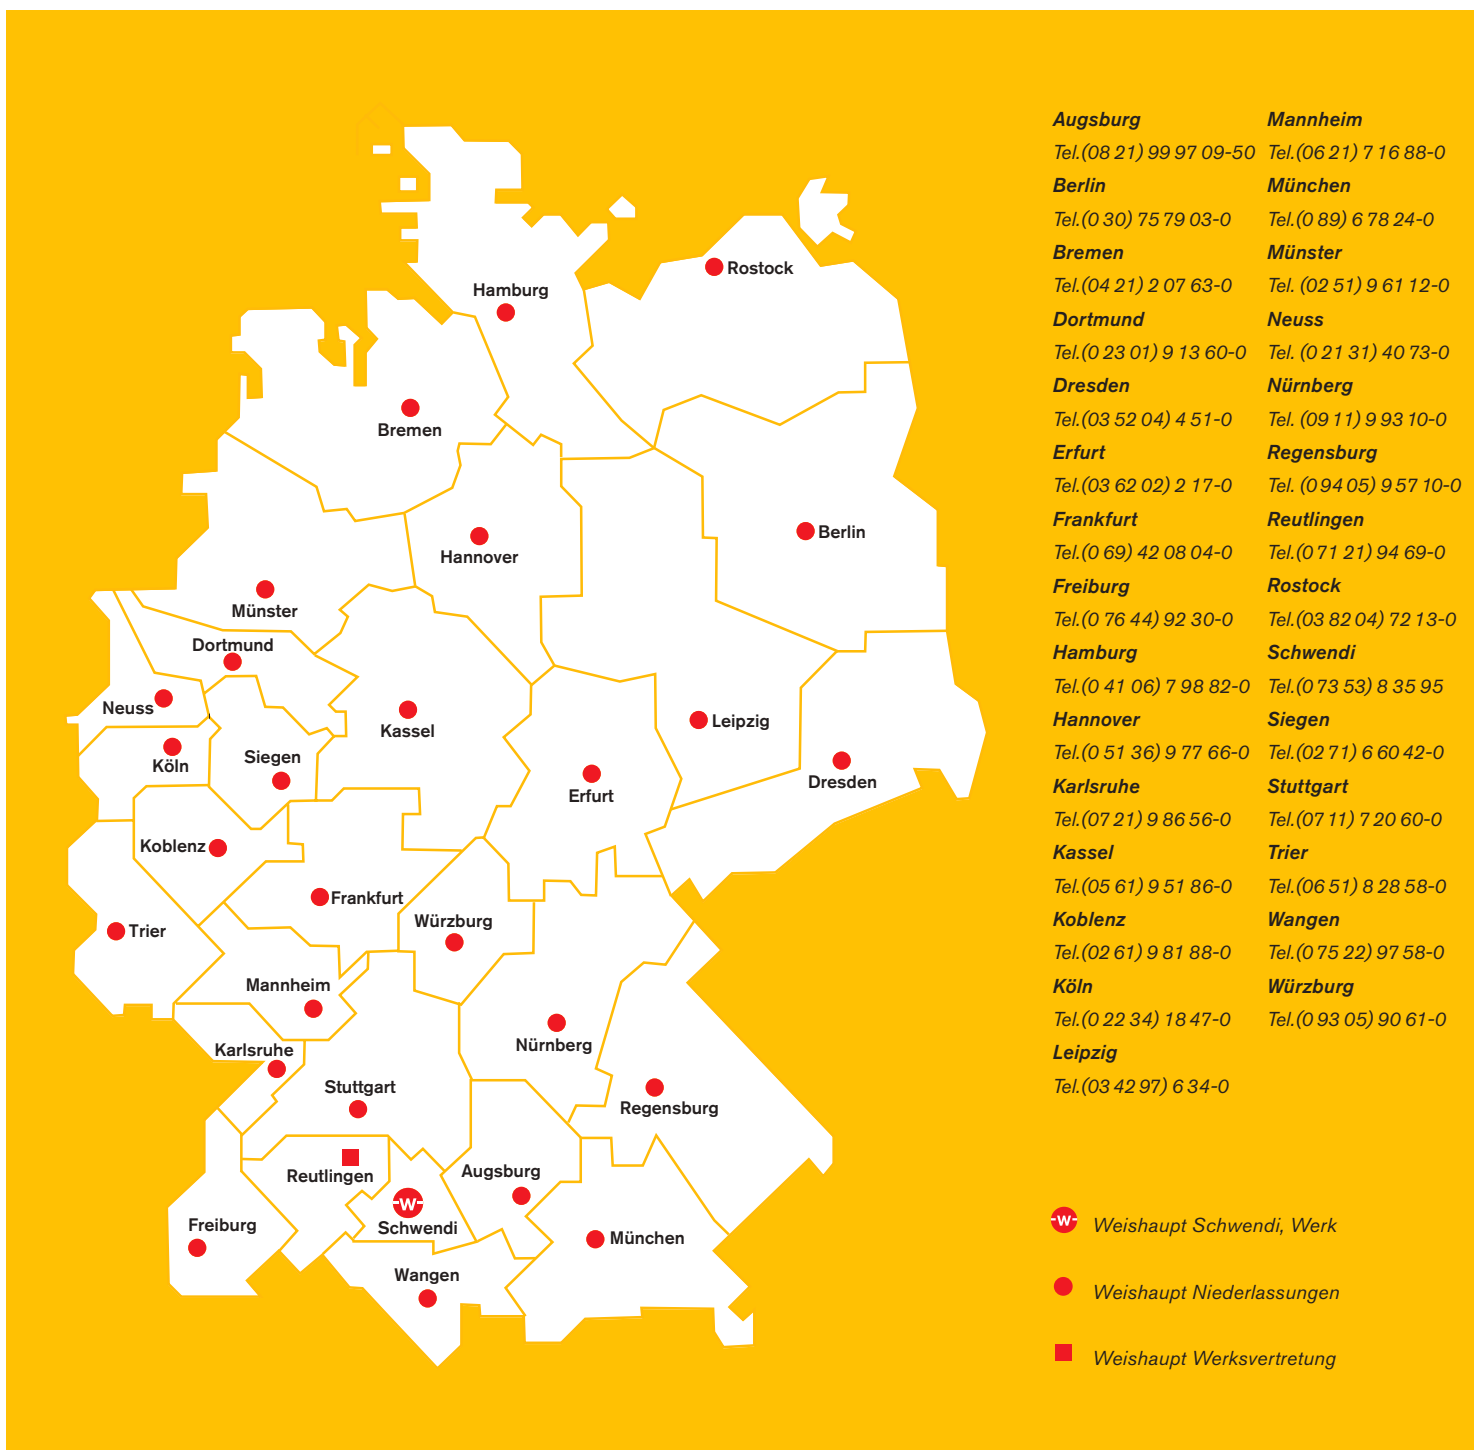 Rostock
Hamburg
Bremen
Berlin
Hannover
Münster
Dortmund
Neuss
Kassel
Leipzig
Köln
Siegen
Dresden
Erfurt
Koblenz
Frankfurt
Würzburg
Trier
Mannheim
Nürnberg
Karlsruhe
Stuttgart
Regensburg
Reutlingen
Augsburg
-W-
Schwendi
Freiburg
München
Wangen
Augsburg
Tel.(08 21) 99 97 09-50
Berlin
Tel.(0 30) 75 79 03-0
Bremen
Tel.(04 21) 2 07 63-0
Dortmund
Tel.(0 23 01) 9 13 60-0
Dresden
Tel.(03 52 04) 4 51-0
Erfurt
Tel.(03 62 02) 2 17-0
Frankfurt
Tel.(0 69) 42 08 04-0
Freiburg
Tel.(0 76 44) 92 30-0
Hamburg
Tel.(0 41 06) 7 98 82-0
Hannover
Tel.(0 51 36) 9 77 66-0
Karlsruhe
Tel.(07 21) 9 86 56-0
Kassel
Tel.(05 61) 9 51 86-0
Koblenz
Tel.(02 61) 9 81 88-0
Köln
Tel.(0 22 34) 18 47-0
Leipzig
Tel.(03 42 97) 6 34-0
Mannheim
Tel.(06 21) 7 16 88-0
München
Tel.(0 89) 6 78 24-0
Münster
Tel. (02 51) 9 61 12-0
Neuss
Tel. (0 21 31) 40 73-0
Nürnberg
Tel. (09 11) 9 93 10-0
Regensburg
Tel. (0 94 05) 9 57 10-0
Reutlingen
Tel.(0 71 21) 94 69-0
Rostock
Tel.(03 82 04) 72 13-0
Schwendi
Tel.(0 73 53) 8 35 95
Siegen
Tel.(02 71) 6 60 42-0
Stuttgart
Tel.(07 11) 7 20 60-0
Trier
Tel.(06 51) 8 28 58-0
Wangen
Tel.(0 75 22) 97 58-0
Würzburg
Tel.(0 93 05) 90 61-0
-W- Weishaupt Schwendi, Werk
Weishaupt Niederlassungen
Weishaupt Werksvertretung